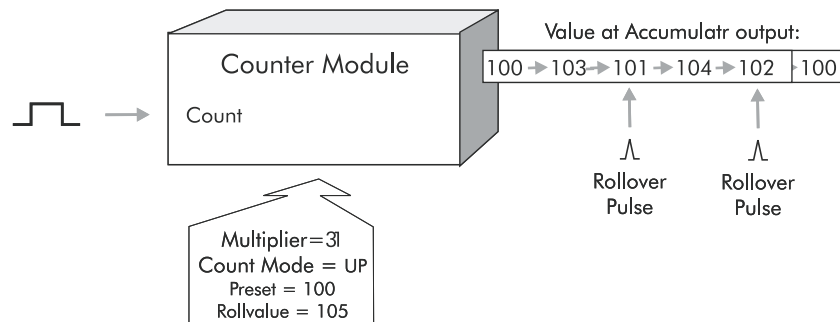 Value at Accumulatr output:
Counter Module
100 103 101 104 102 100
Count
Rollover Pulse
Rollover Pulse
Multiplier=31
Count Mode = UP
Preset = 100
Rollvalue = 105